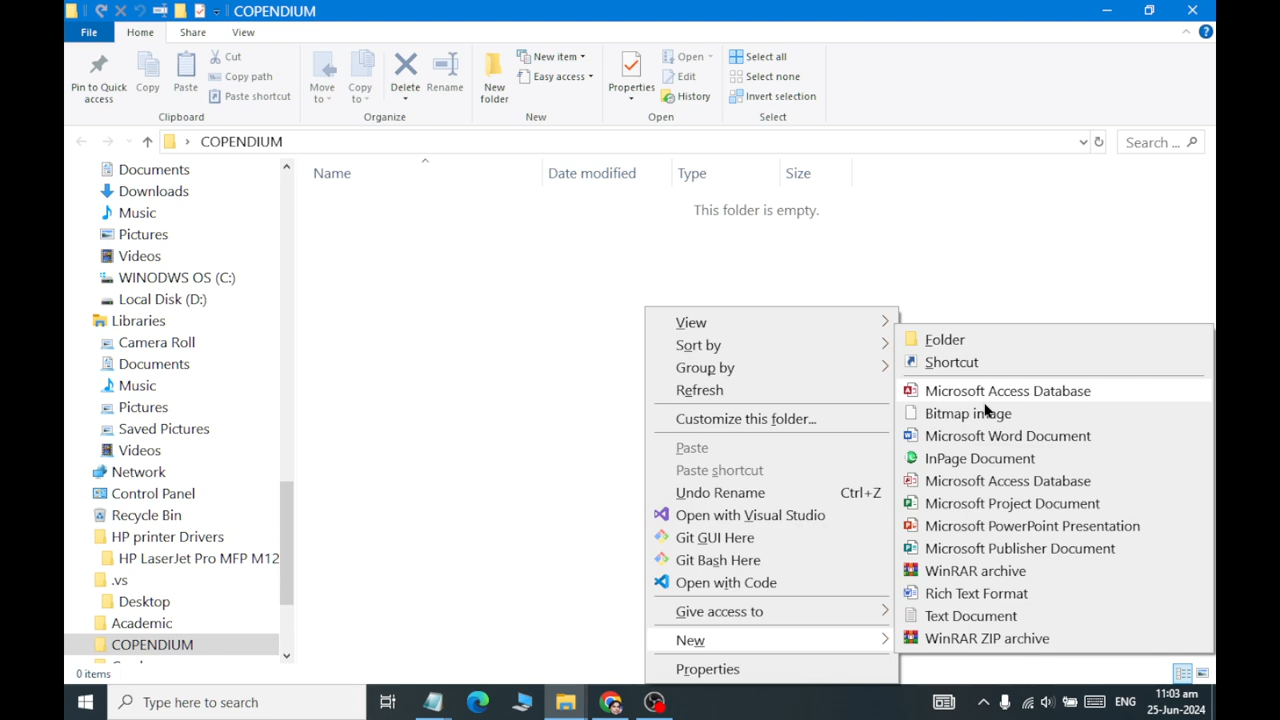 COPENDIUM
File
Home
Share
View
Pin to Quick access
Copy
Paste
Cut
Copy path
Paste shortcut
Clipboard
Move to
Copy to
Delete
Rename
Organize
New folder
New item
Easy access
New
Properties
Open
Edit
History
Open
Select all
Select none
Invert selection
Select
COPENDIUM
Search ...
Name
Date modified
Type
Size
This folder is empty.
Documents
Downloads
Music
Pictures
Videos
WINODWS OS (C:)
Local Disk (D:)
Libraries
Camera Roll
Documents
Music
Pictures
Saved Pictures
Videos
Network
Control Panel
Recycle Bin
HP printer Drivers
HP LaserJet Pro MFP M12
.vs
Desktop
Academic
COPENDIUM
View
Sort by
Group by
Refresh
Customize this folder...
Paste
Paste shortcut
Undo Rename Ctrl+Z
Open with Visual Studio
Git GUI Here
Git Bash Here
Open with Code
Give access to
New
Properties
Folder
Shortcut
Microsoft Access Database
Bitmap image
Microsoft Word Document
InPage Document
Microsoft Access Database
Microsoft Project Document
Microsoft PowerPoint Presentation
Microsoft Publisher Document
WinRAR archive
Rich Text Format
Text Document
WinRAR ZIP archive
0 items
Type here to search
ENG
11:03 am
25-Jun-2024